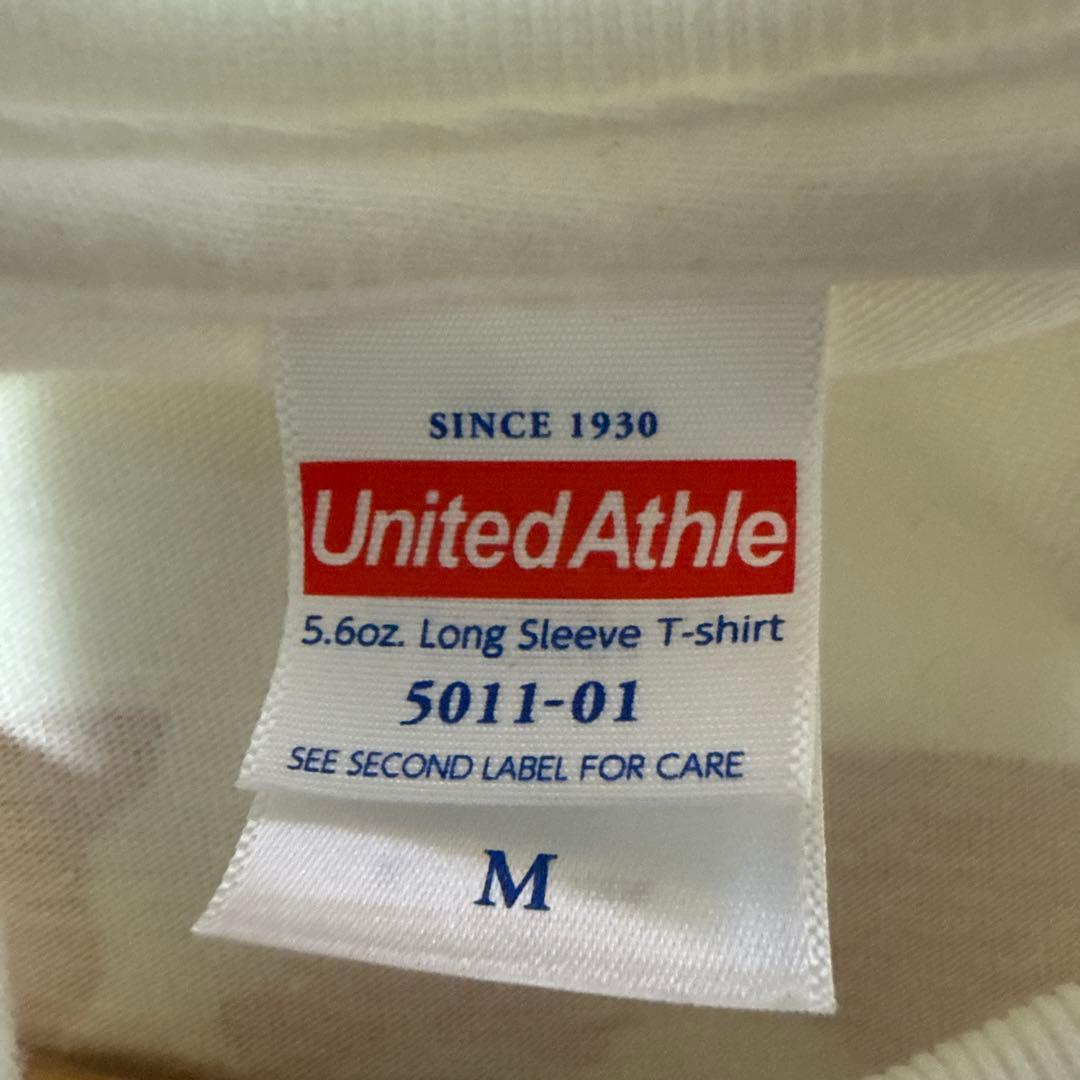 SINCE 1930
United Athle
5.6oz. Long Sleeve T-shirt
5011-01
SEE SECOND LABEL FOR CARE
M